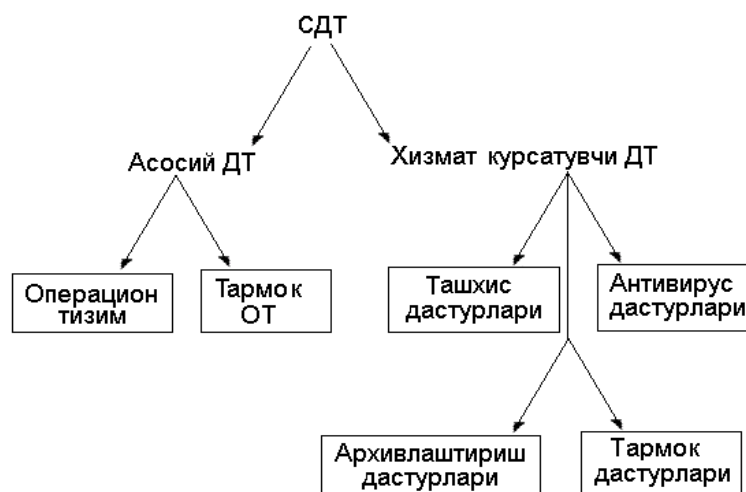 СДТ
Асосий ДТ
Хизмат курсатувчи ДТ
Операцион
тизим
Тармок
ОТ
Ташхис
дастурлари
Антивирус
дастурлари
Архивлаштириш
дастурлари
Тармок
дастурлари